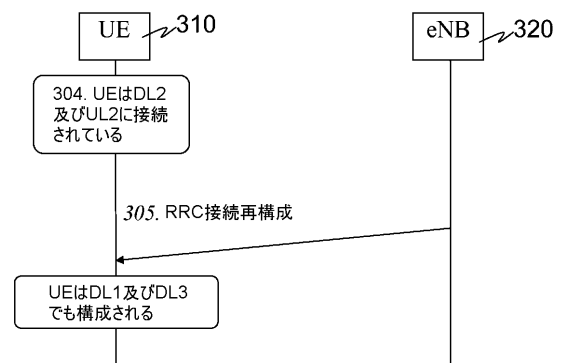 UE 310
eNB 320
304. UEはDL2
及びUL2に接続
されている
305. RRC接続再構成
UEはDL1及びDL3
でも構成される